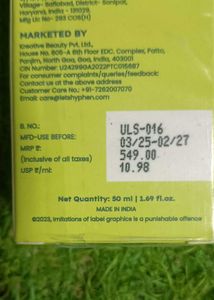 Village- Bafiabad, District- Sonipat,
Haryana, India - 131029.
Mfg Lic No- 293 COS(H)
MARKETED BY
Kreative Beauty Pvt. Ltd.,
House No. 805-A 6th Floor EDC, Complex, Patto,
Panjim, North Goa, Goa, India, 403001
CIN Number: U24299GA2022PTC015687
For consumer complaints/queries/feedback:
Contact us at the above address.
Customer Care No: +91-7262007070
Email: care@letshyphen.com
B. NO.:
MFD-USE BEFORE:
MRP ₹:
(Inclusive of all taxes)
USP ₹/ml:
ULS-016
03/25-02/27
549.00
10.98
Net Quantity: 50 ml | 1.69 fl.oz.
MADE IN INDIA
©2023, Imitations of label graphics is a punishable offence